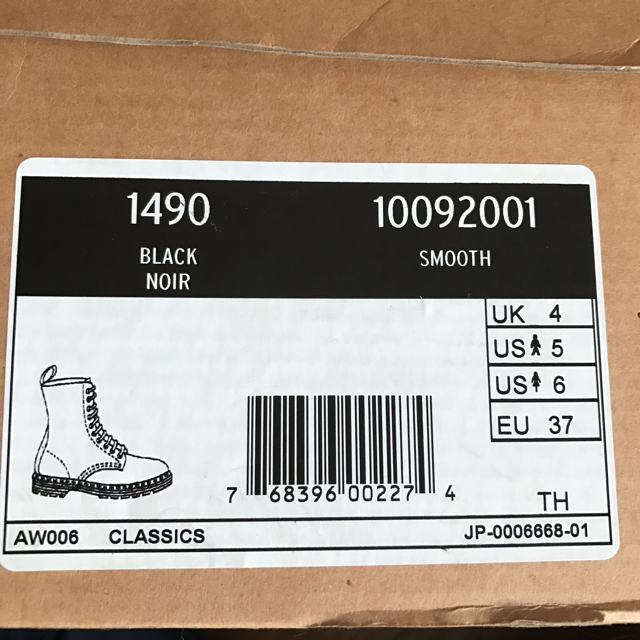 1490 10092001
BLACK SMOOTH
NOIR
UK 4
US 5
US 6
EU 37
7 68396 00227 4
TH
AW006 CLASSICS JP-0006668-01